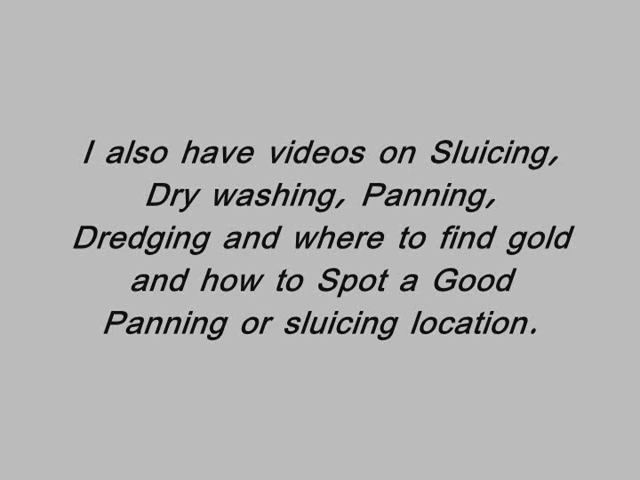 I also have videos on Sluicing,
Dry washing, Panning,
Dredging and where to find gold
and how to Spot a Good
Panning or sluicing location.